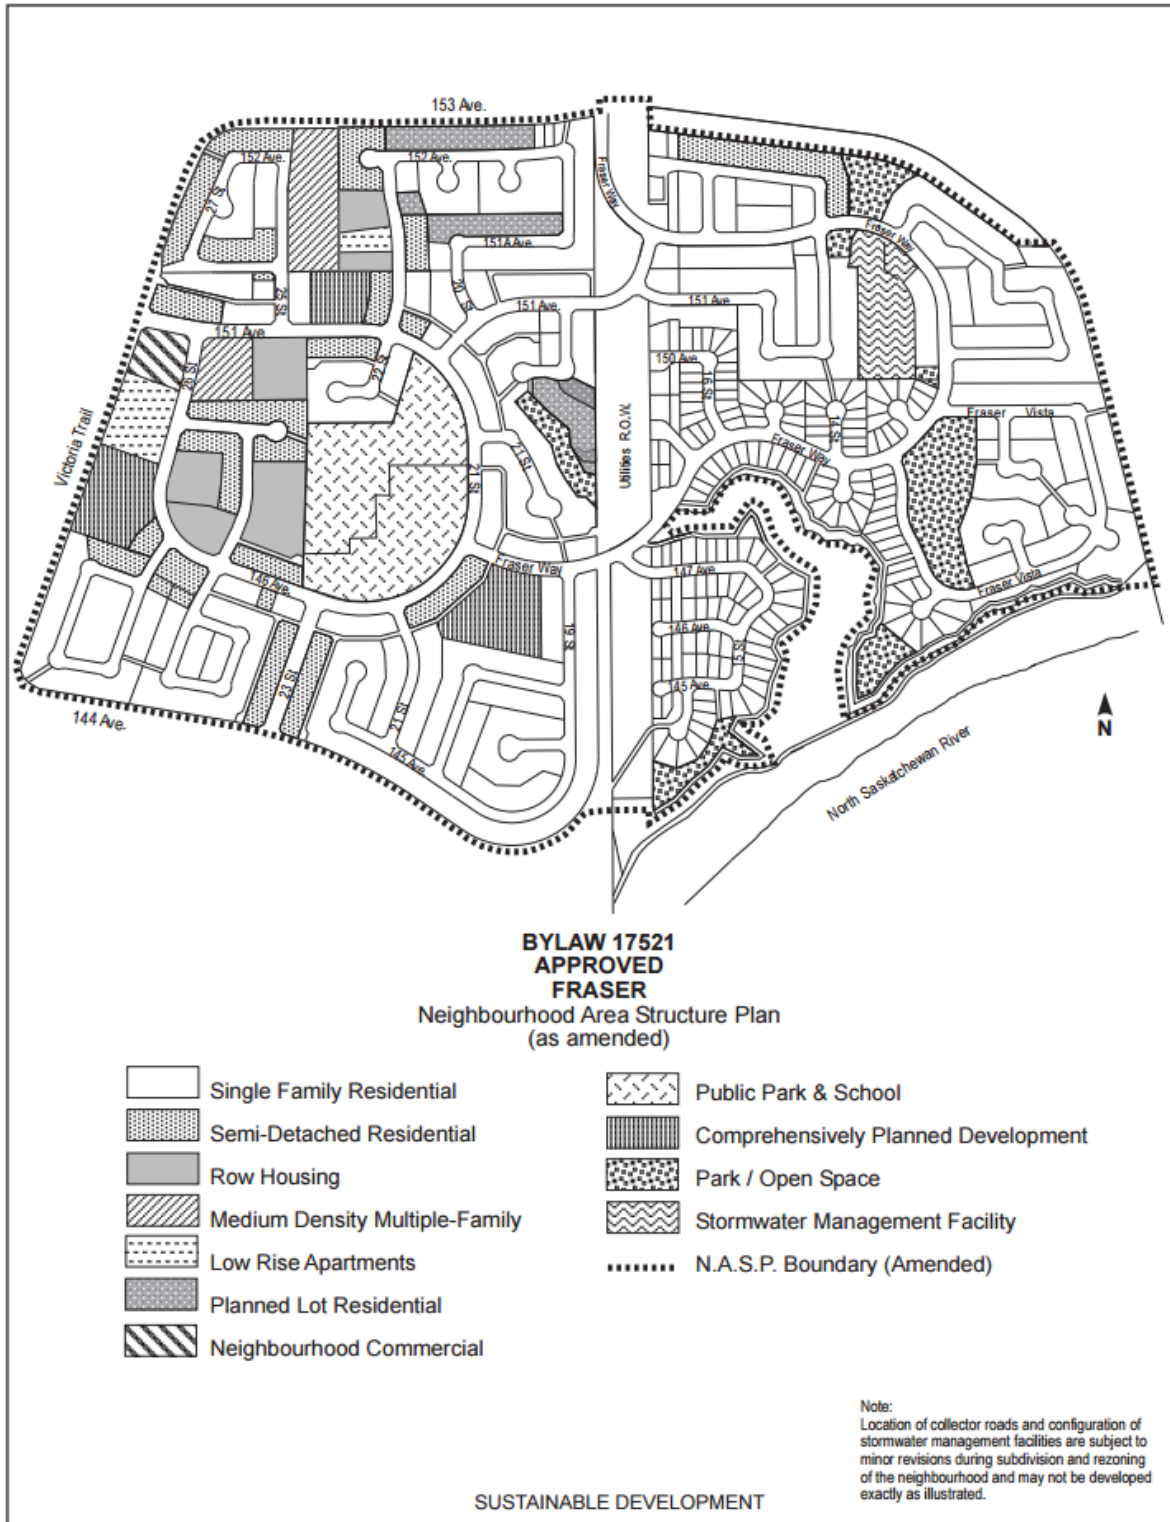 153 Ave.
152 Ave.
152 Ave.
27 St
Fraser Way
Fraser Way
151A Ave.
20 St
25 St
151 Ave.
151 Ave.
151 Ave.
150 Ave.
22 St
26 St
16 St
14 St
Fraser Vista
Fraser Way
Victoria Trail
21 St
21 St
Utilities R.O.W.
Fraser Way
147 Ave.
146 Ave.
Fraser Vista
19 St
146 Ave.
15 St
23 St
145 Ave.
21 St
144 Ave.
145 Ave.
N
North Saskatchewan River
BYLAW 17521
APPROVED
FRASER
Neighbourhood Area Structure Plan
(as amended)
Single Family Residential
Semi-Detached Residential
Row Housing
Medium Density Multiple-Family
Low Rise Apartments
Planned Lot Residential
Neighbourhood Commercial
Public Park & School
Comprehensively Planned Development
Park / Open Space
Stormwater Management Facility
N.A.S.P. Boundary (Amended)
Note:
Location of collector roads and configuration of
stormwater management facilities are subject to
minor revisions during subdivision and rezoning
of the neighbourhood and may not be developed
exactly as illustrated.
SUSTAINABLE DEVELOPMENT